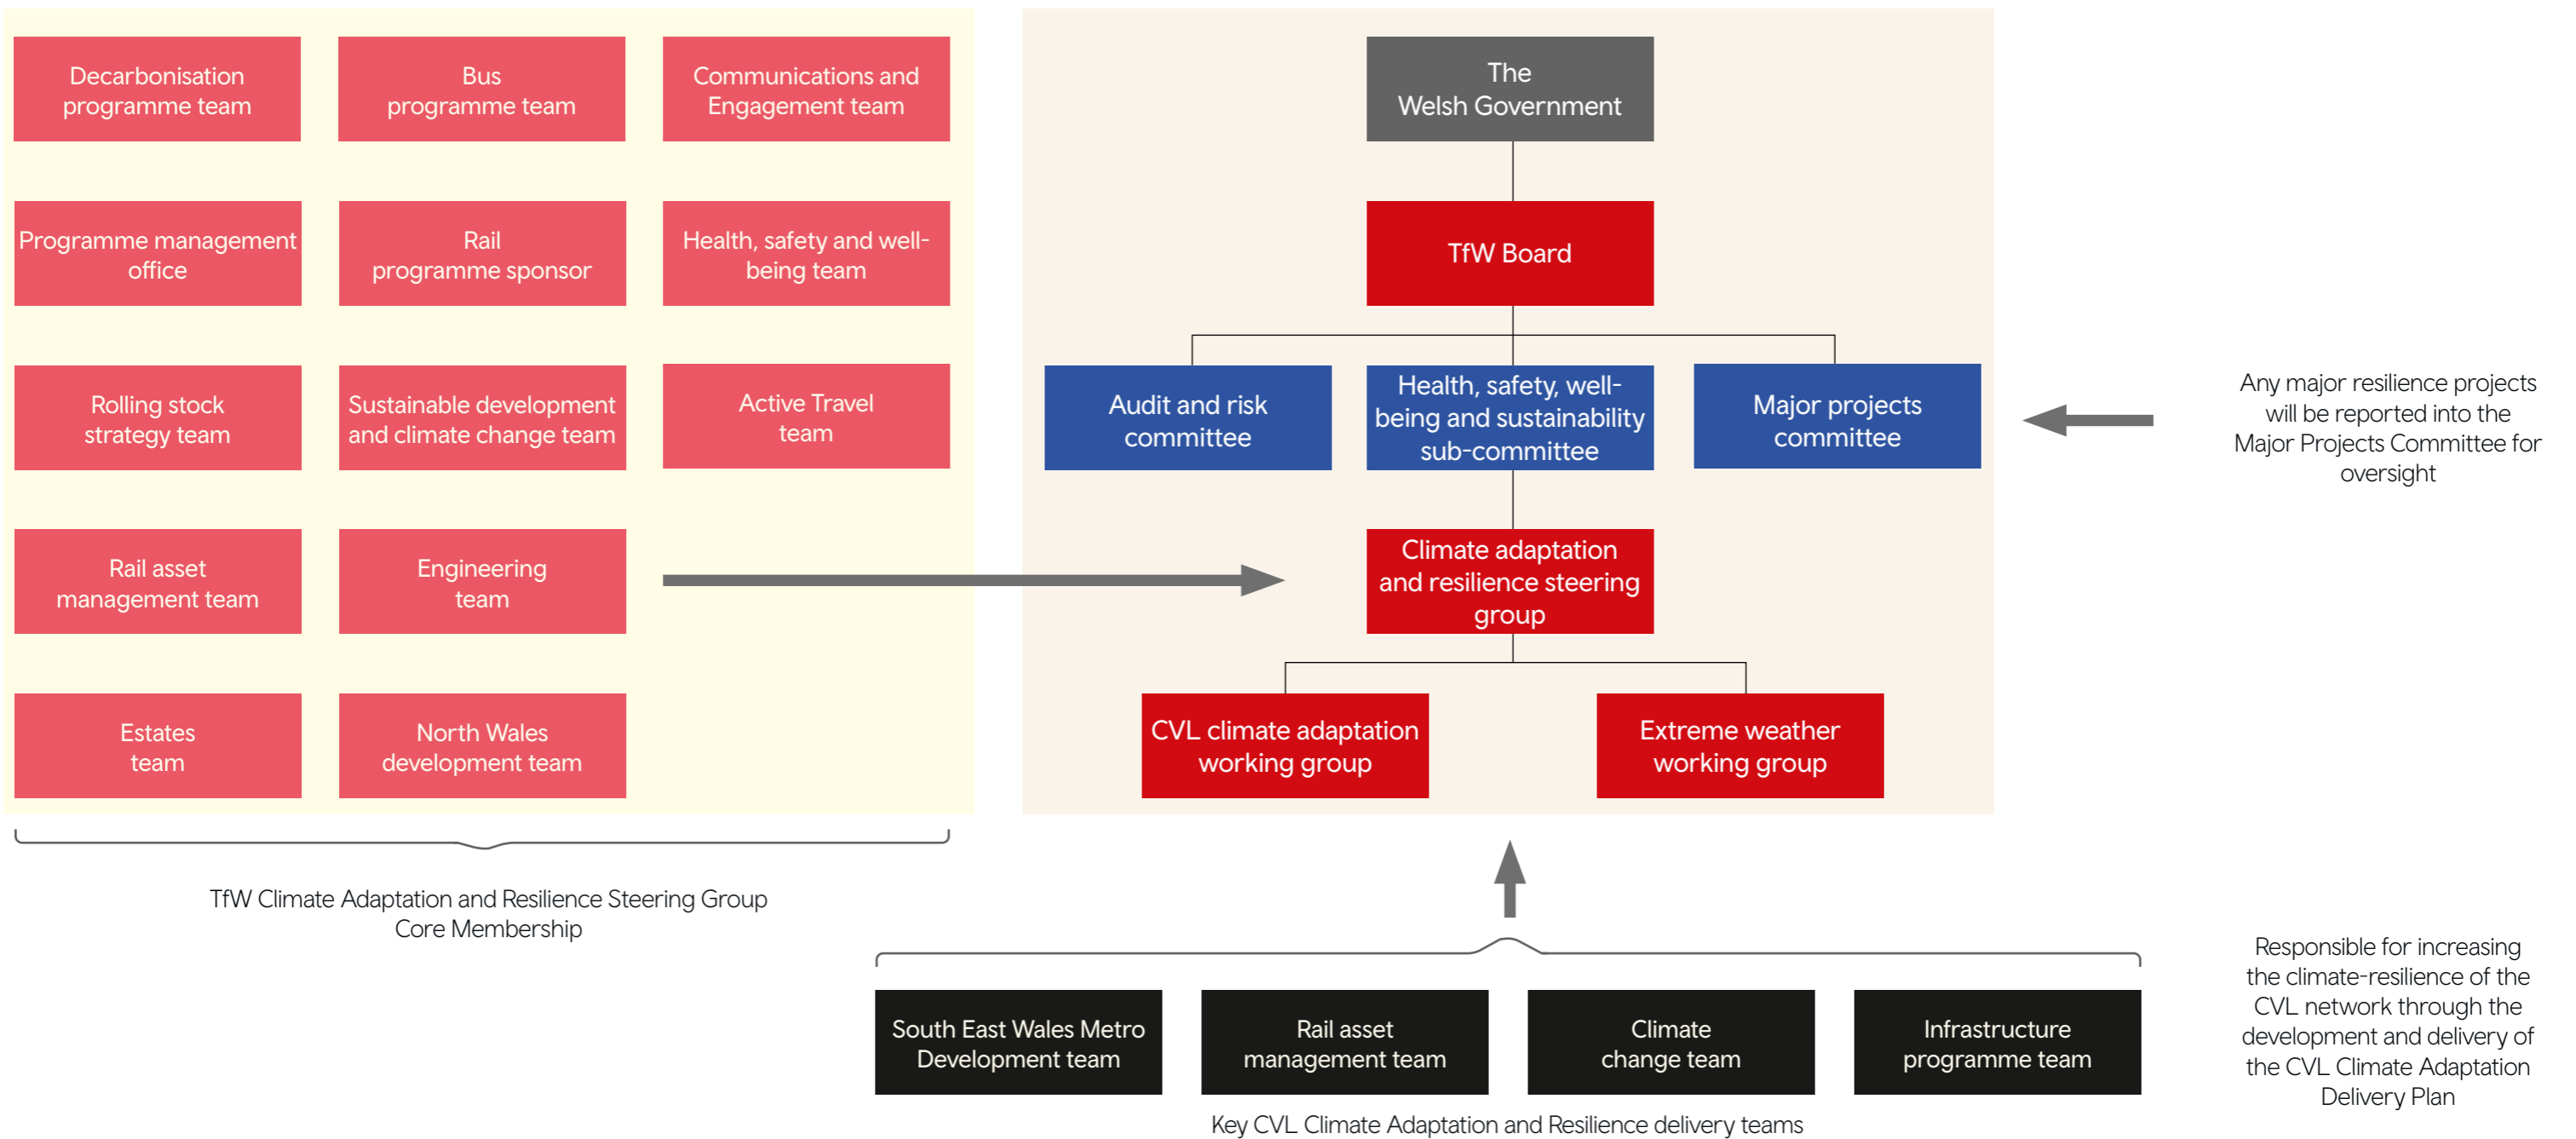 Decarbonisation
programme team
Bus
programme team
Communications and
Engagement team
Programme management
office
Rail
programme sponsor
Health, safety and well-
being team
Rolling stock
strategy team
Sustainable development
and climate change team
Active Travel
team
Rail asset
management team
Engineering
team
Estates
team
North Wales
development team
TfW Climate Adaptation and Resilience Steering Group
Core Membership
The
Welsh Government
TfW Board
Audit and risk
committee
Health, safety, well-
being and sustainability
sub-committee
Major projects
committee
Climate adaptation
and resilience steering
group
CVL climate adaptation
working group
Extreme weather
working group
Any major resilience projects
will be reported into the
Major Projects Committee for
oversight
South East Wales Metro
Development team
Rail asset
management team
Climate
change team
Infrastructure
programme team
Key CVL Climate Adaptation and Resilience delivery teams
Responsible for increasing
the climate-resilience of the
CVL network through the
development and delivery of
the CVL Climate Adaptation
Delivery Plan